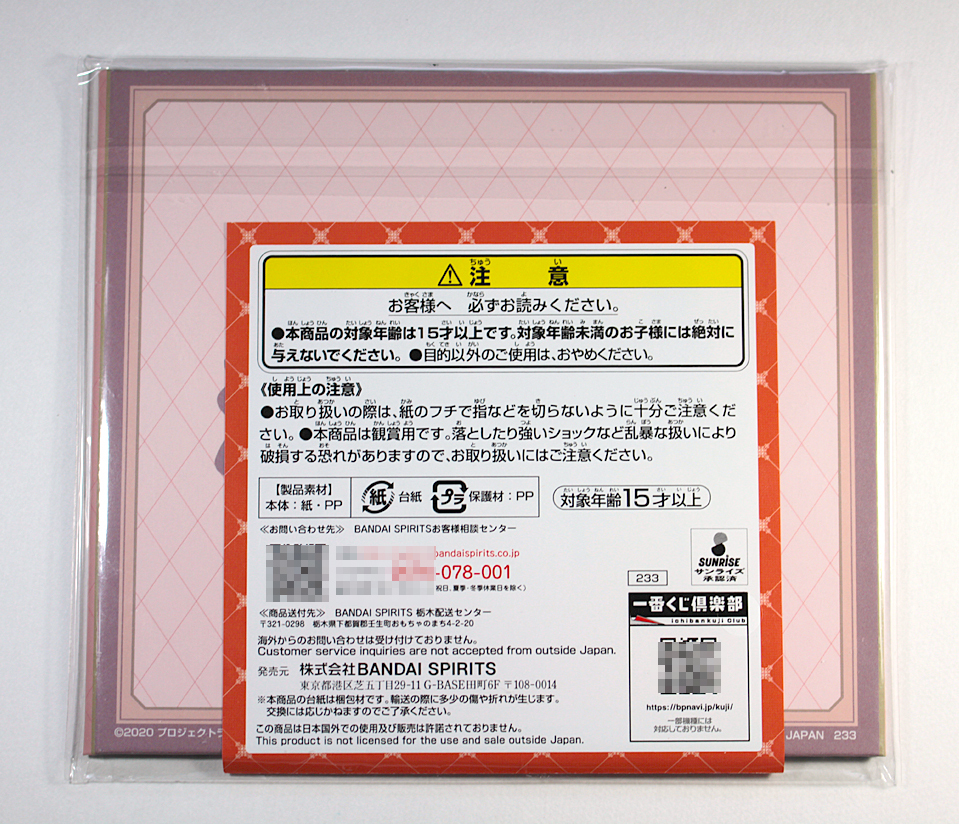 ⚠注意
お客様へ 必ずお読みください。
●本商品の対象年齢は15才以上です。対象年齢未満のお子様には絶対に
与えないでください。●目的以外のご使用は、おやめください。
《使用上の注意》
●お取り扱いの際は、紙のフチで指などを切らないように十分ご注意くだ
さい。●本商品は観賞用です。落としたり強いショックなど乱暴な扱いにより
破損する恐れがありますので、お取り扱いにはご注意ください。
【製品素材】
本体：紙・PP
紙 台紙 プラ 保護材：PP
対象年齢15才以上
≪お問い合わせ先≫ BANDAI SPIRITSお客様相談センター
bandaispirits.co.jp
-078-001
祝日、夏季・冬季休業日を除く）
≪商品送付先≫ BANDAI SPIRITS 栃木配送センター
〒321-0298 栃木県下都賀郡壬生町おもちゃのまち4-2-20
海外からのお問い合わせは受け付けておりません。
Customer service inquiries are not accepted from outside Japan.
発売元 株式会社BANDAI SPIRITS
東京都港区芝五丁目29-11 G-BASE田町6F 〒108-0014
※本商品の台紙は梱包材です。輸送の際に多少の傷や折れが生じます。
交換には応じかねますのでご了承ください。
この商品は日本国外での使用及び販売は許諾されておりません。
This product is not licensed for the use and sale outside Japan.
SUNRISE
サンライズ
承認済
233
一番くじ倶楽部
ichibankuji Club
https://bpnavi.jp/kuji/
一部機種には
対応しておりません。
©2020 プロジェクトラ
JAPAN 233